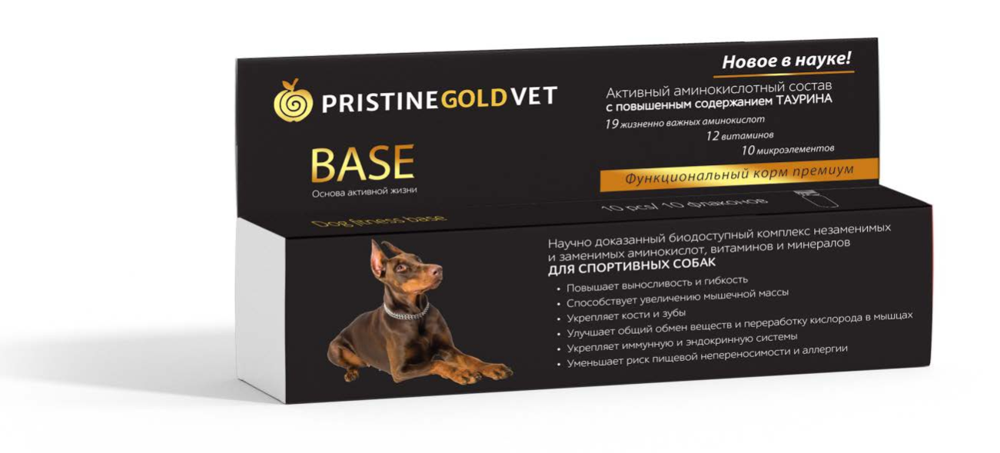 Новое в науке!
PRISTINE GOLD VET
Активный аминокислотный состав
с повышенным содержанием ТАУРИНА
19 жизненно важных аминокислот
12 витаминов
10 микроэлементов
BASE
Основа активной жизни
Функциональный корм премиум
Dog fitness base
10 pcs/ 10 флаконов
Научно доказанный биодоступный комплекс незаменимых
и заменимых аминокислот, витаминов и минералов
ДЛЯ СПОРТИВНЫХ СОБАК
• Повышает выносливость и гибкость
• Способствует увеличению мышечной массы
• Укрепляет кости и зубы
• Улучшает общий обмен веществ и переработку кислорода в мышцах
• Укрепляет иммунную и эндокринную системы
• Уменьшает риск пищевой непереносимости и аллергии